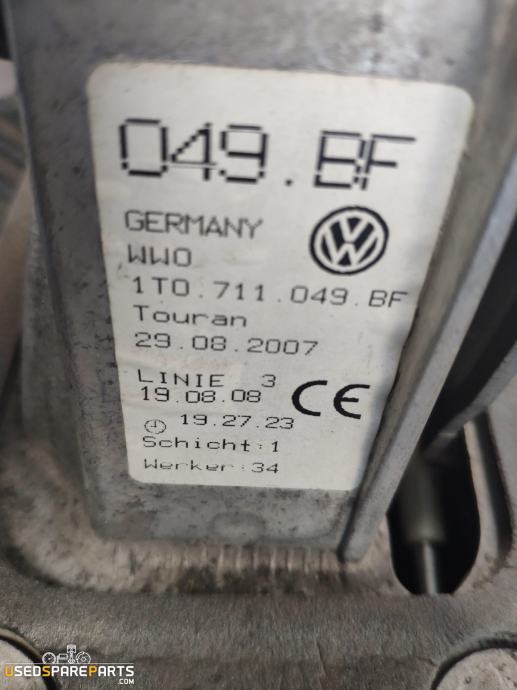 049.BF
GERMANY
WWO
1T0.711.049.BF
Touran
29.08.2007
LINIE 3
19.08.08
19.27.23
Schicht:1
Werker:34
CE
USEDSPAREPARTS
.COM